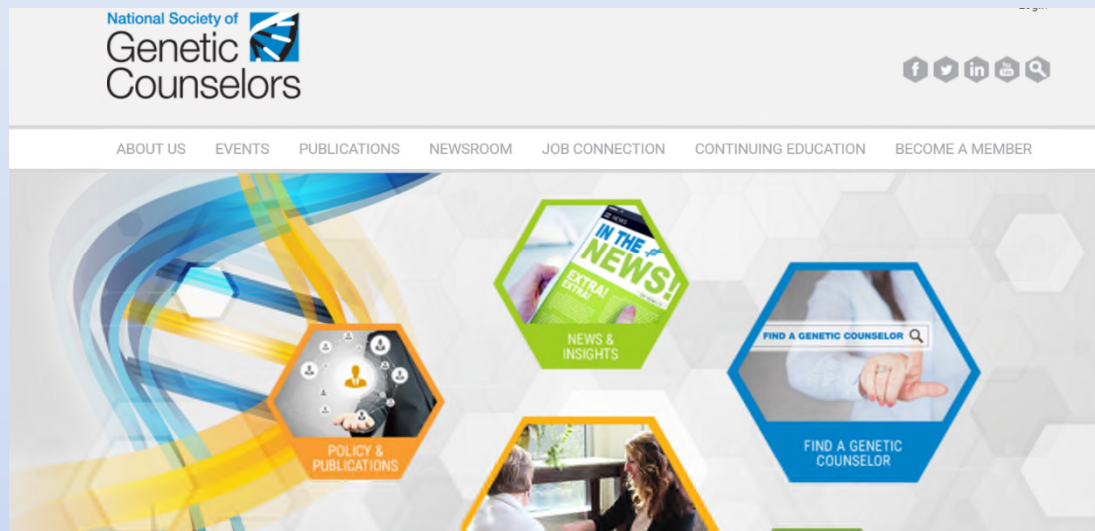 National Society of
Genetic
Counselors
ABOUT US EVENTS PUBLICATIONS NEWSROOM JOB CONNECTION CONTINUING EDUCATION BECOME A MEMBER
NEWS
IN THE
NEWS!
EXTRA!
EXTRA!
NEWS &
INSIGHTS
FIND A GENETIC COUNSELOR
FIND A GENETIC
COUNSELOR
POLICY &
PUBLICATIONS